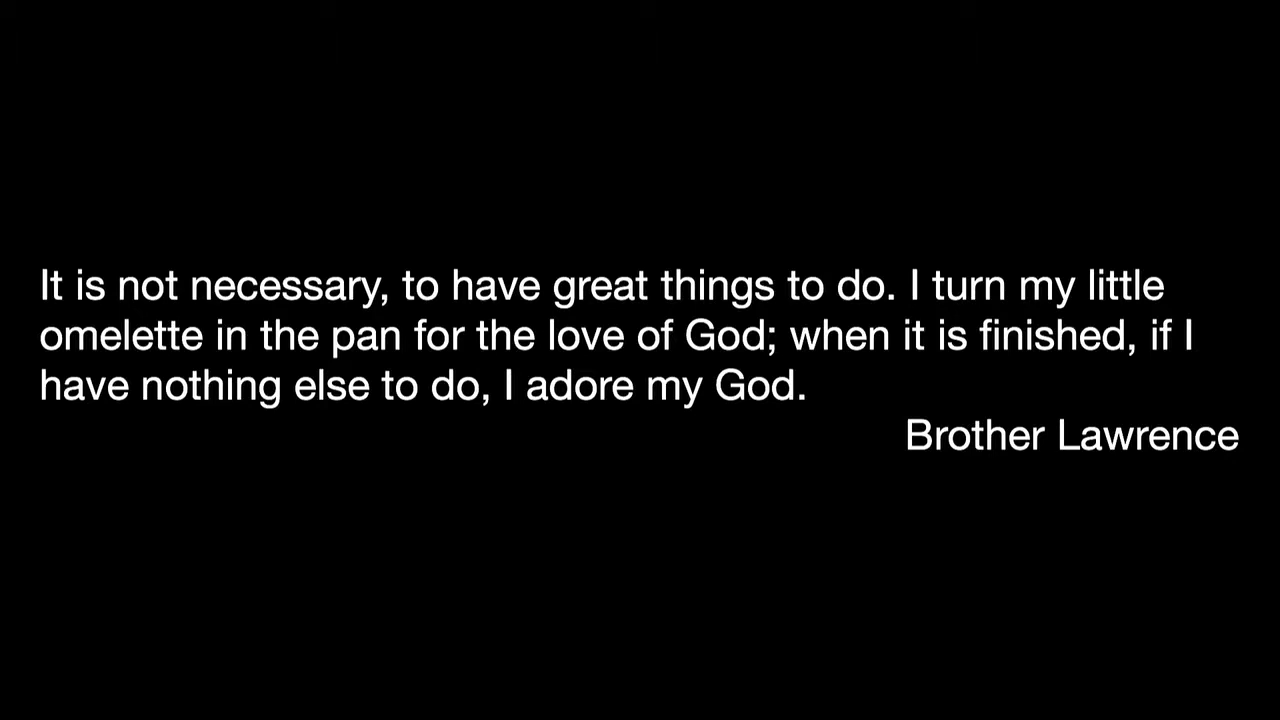 It is not necessary, to have great things to do. I turn my little
omelette in the pan for the love of God; when it is finished, if I
have nothing else to do, I adore my God.
Brother Lawrence